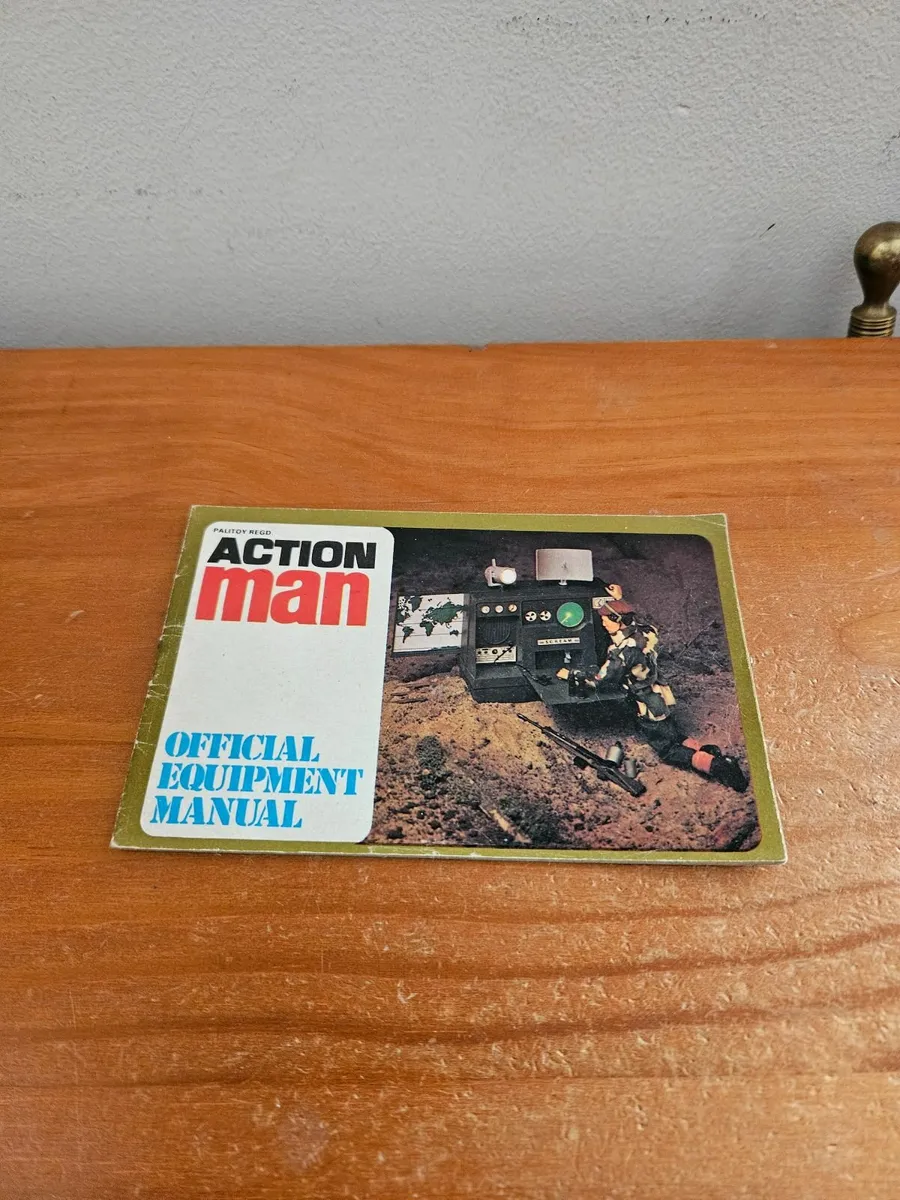 PALITOY REGD
ACTION
man
OFFICIAL
EQUIPMENT
MANUAL